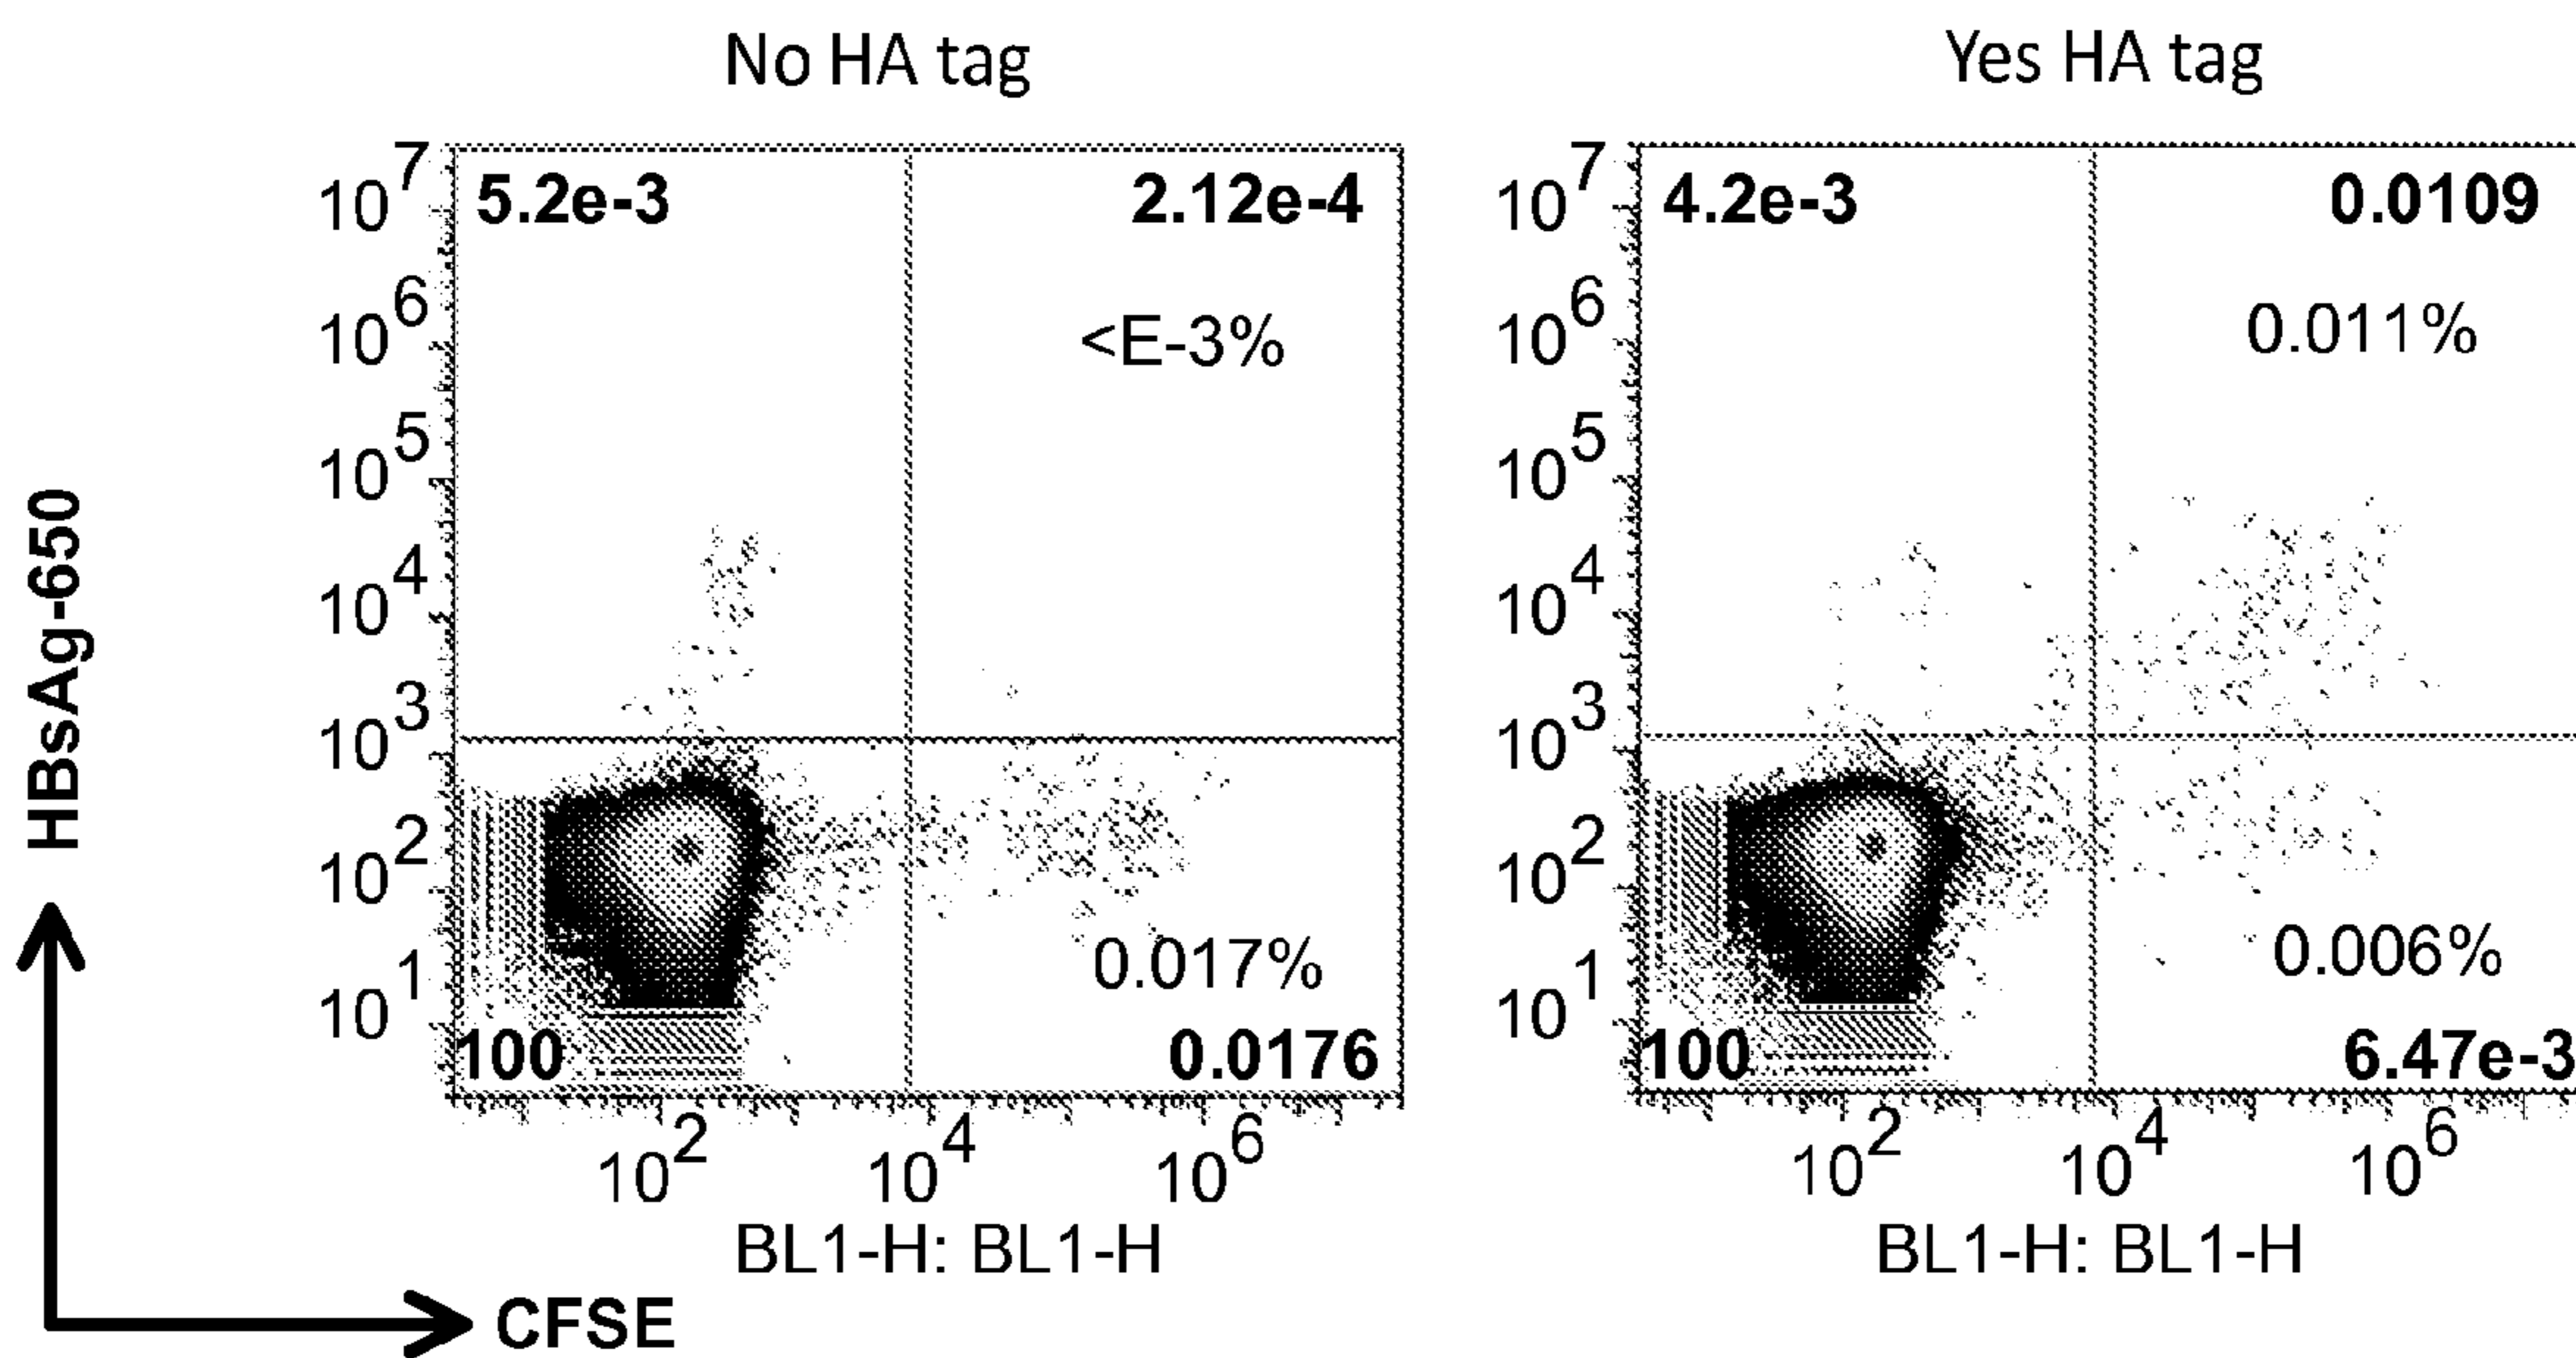 No HA tag
Yes HA tag
10^7
5.2e-3
2.12e-4
10^6
<E-3%
10^5
10^4
10^3
10^2
10^1
0.017%
100
0.0176
10^2
10^4
10^6
BL1-H: BL1-H
10^7
4.2e-3
0.0109
10^6
0.011%
10^5
10^4
10^3
10^2
10^1
0.006%
100
6.47e-3
10^2
10^4
10^6
BL1-H: BL1-H
HBsAg-650
CFSE